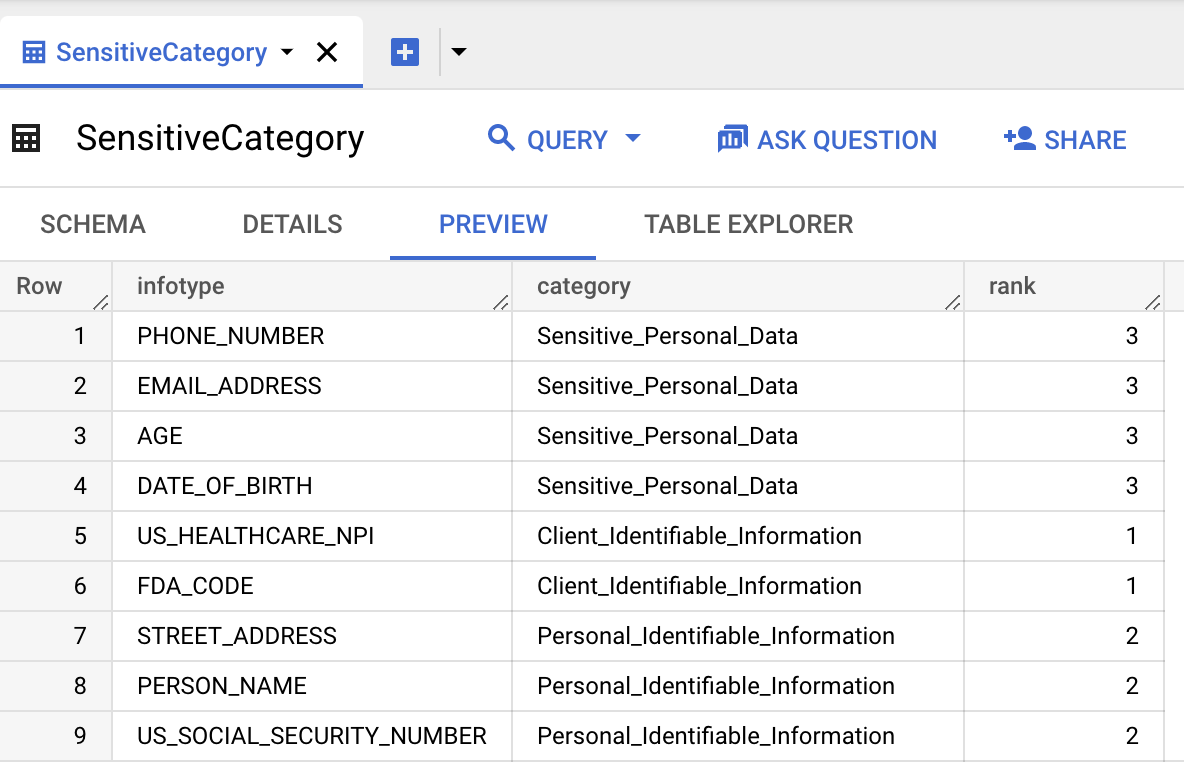 SensitiveCategory
SensitiveCategory QUERY ASK QUESTION SHARE
SCHEMA DETAILS PREVIEW TABLE EXPLORER
Row infotype category rank
1 PHONE_NUMBER Sensitive_Personal_Data 3
2 EMAIL_ADDRESS Sensitive_Personal_Data 3
3 AGE Sensitive_Personal_Data 3
4 DATE_OF_BIRTH Sensitive_Personal_Data 3
5 US_HEALTHCARE_NPI Client_Identifiable_Information 1
6 FDA_CODE Client_Identifiable_Information 1
7 STREET_ADDRESS Personal_Identifiable_Information 2
8 PERSON_NAME Personal_Identifiable_Information 2
9 US_SOCIAL_SECURITY_NUMBER Personal_Identifiable_Information 2